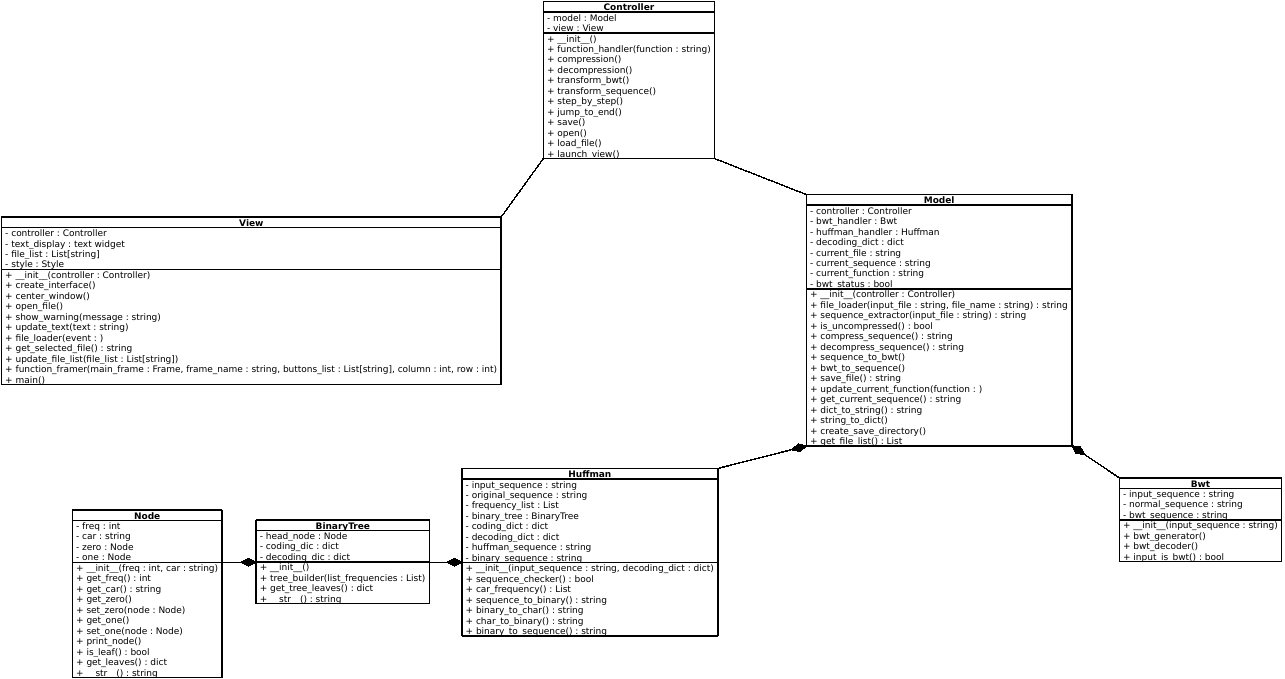 Controller
- model : Model
- view : View
+ __init__()
+ function_handler(function : string)
+ compression()
+ decompression()
+ transform_bwt()
+ transform_sequence()
+ step_by_step()
+ jump_to_end()
+ save()
+ open()
+ load_file()
+ launch_view()
View
- controller : Controller
- text_display : text widget
- file_list : List[string]
- style : Style
+ __init__(controller : Controller)
+ create_interface()
+ center_window()
+ open_file()
+ show_warning(message : string)
+ update_text(text : string)
+ file_loader(event : )
+ get_selected_file() : string
+ update_file_list(file_list : List[string])
+ function_framer(main_frame : Frame, frame_name : string, buttons_list : List[string], column : int, row : int)
+ main()
Model
- controller : Controller
- bwt_handler : Bwt
- huffman_handler : Huffman
- decoding_dict : dict
- current_file : string
- current_sequence : string
- current_function : string
- bwt_status : bool
+ __init__(controller : Controller)
+ file_loader(input_file : string, file_name : string) : string
+ sequence_extractor(input_file : string) : string
+ is_uncompressed() : bool
+ compress_sequence() : string
+ decompress_sequence() : string
+ sequence_to_bwt()
+ bwt_to_sequence()
+ save_file() : string
+ update_current_function(function : )
+ get_current_sequence() : string
+ dict_to_string() : string
+ string_to_dict()
+ create_save_directory()
+ get_file_list() : List
Node
- freq : int
- car : string
- zero : Node
- one : Node
+ __init__(freq : int, car : string)
+ get_freq() : int
+ get_car() : string
+ get_zero()
+ set_zero(node : Node)
+ get_one()
+ set_one(node : Node)
+ print_node()
+ is_leaf() : bool
+ get_leaves() : dict
+ __str__() : string
BinaryTree
- head_node : Node
- coding_dic : dict
- decoding_dic : dict
+ __init__()
+ tree_builder(list_frequencies : List)
+ get_tree_leaves() : dict
+ __str__() : string
Huffman
- input_sequence : string
- original_sequence : string
- frequency_list : List
- binary_tree : BinaryTree
- coding_dict : dict
- decoding_dict : dict
- huffman_sequence : string
- binary_sequence : string
+ __init__(input_sequence : string, decoding_dict : dict)
+ sequence_checker() : bool
+ car_frequency() : List
+ sequence_to_binary() : string
+ binary_to_char() : string
+ char_to_binary() : string
+ binary_to_sequence() : string
Bwt
- input_sequence : string
- normal_sequence : string
- bwt_sequence : string
+ __init__(input_sequence : string)
+ bwt_generator()
+ bwt_decoder()
+ input_is_bwt() : bool